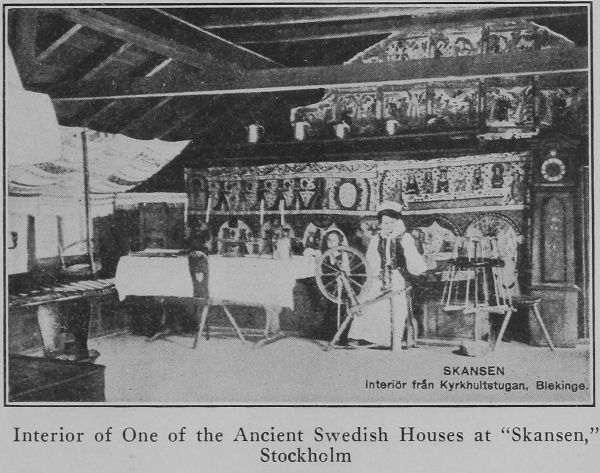 SKANSEN
Interiör från Kyrkhultstugan, Blekinge.
Interior of One of the Ancient Swedish Houses at "Skansen,"
Stockholm